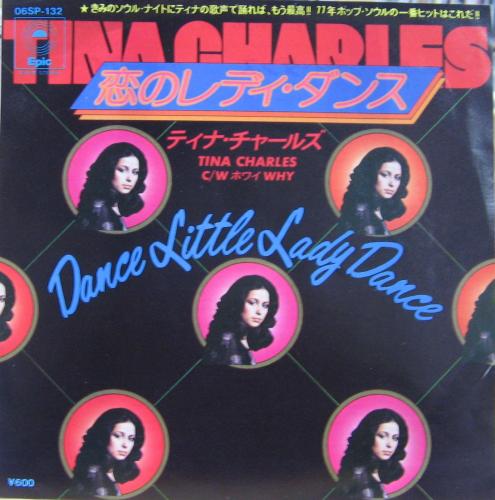 06SP-132
★きみのソウル・ナイトにティナの歌声で踊れば、もう最高!! 77年ポップ・ソウルの一番ヒットはこれだ!!
Epic
TINA CHARLES
恋のレディ・ダンス
ティナ・チャールズ
TINA CHARLES
C/W ホワイ WHY
Dance Little Lady Dance
¥600